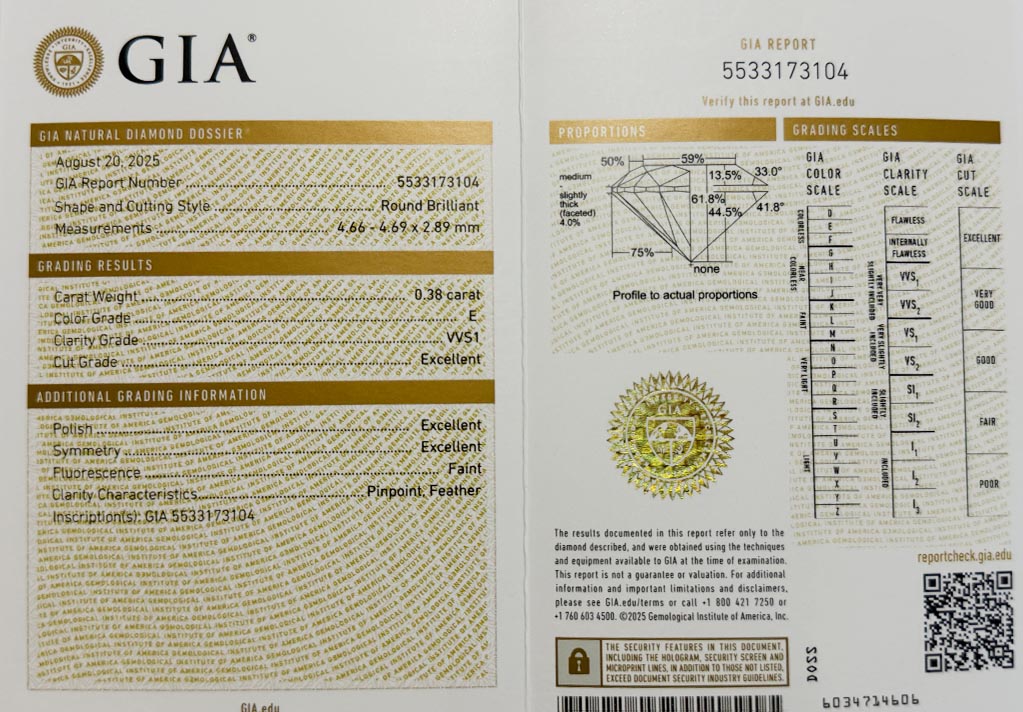 GIA®
GIA NATURAL DIAMOND DOSSIER®
August 20, 2025
GIA Report Number 5533173104
Shape and Cutting Style Round Brilliant
Measurements 4.66 - 4.69 x 2.89 mm
GRADING RESULTS
Carat Weight 0.38 carat
Color Grade E
Clarity Grade VVS1
Cut Grade Excellent
ADDITIONAL GRADING INFORMATION
Polish Excellent
Symmetry Excellent
Fluorescence Faint
Clarity Characteristics Pinpoint, Feather
Inscription(s): GIA 5533173104
GIA.edu
GIA REPORT
5533173104
Verify this report at GIA.edu
PROPORTIONS
50%
59%
medium
13.5%
33.0°
slightly
thick
(faceted)
4.0%
61.8%
44.5%
41.8°
75%
none
Profile to actual proportions
GIA
The results documented in this report refer only to the
diamond described, and were obtained using the techniques
and equipment available to GIA at the time of examination.
This report is not a guarantee or valuation. For additional
information and important limitations and disclaimers,
please see GIA.edu/terms or call +1 800 421 7250 or
+1 760 603 4500. ©2025 Gemological Institute of America, Inc.
THE SECURITY FEATURES IN THIS DOCUMENT,
INCLUDING THE HOLOGRAM, SECURITY SCREEN AND
MICROPRINT LINES, IN ADDITION TO THOSE NOT LISTED,
EXCEED DOCUMENT SECURITY INDUSTRY GUIDELINES.
GRADING SCALES
GIA
COLOR
SCALE
COLORLESS
D
E
F
NEAR
COLORLESS
G
H
I
J
FAINT
K
L
M
VERY LIGHT
N
O
P
Q
R
LIGHT
S
T
U
V
W
X
Y
Z
GIA
CLARITY
SCALE
FLAWLESS
INTERNALLY
FLAWLESS
VERY VERY
SLIGHTLY INCLUDED
VVS1
VVS2
VERY SLIGHTLY
INCLUDED
VS1
VS2
SLIGHTLY
INCLUDED
SI1
SI2
INCLUDED
I1
I2
I3
GIA
CUT
SCALE
EXCELLENT
VERY
GOOD
GOOD
FAIR
POOR
reportcheck.gia.edu
6034714606